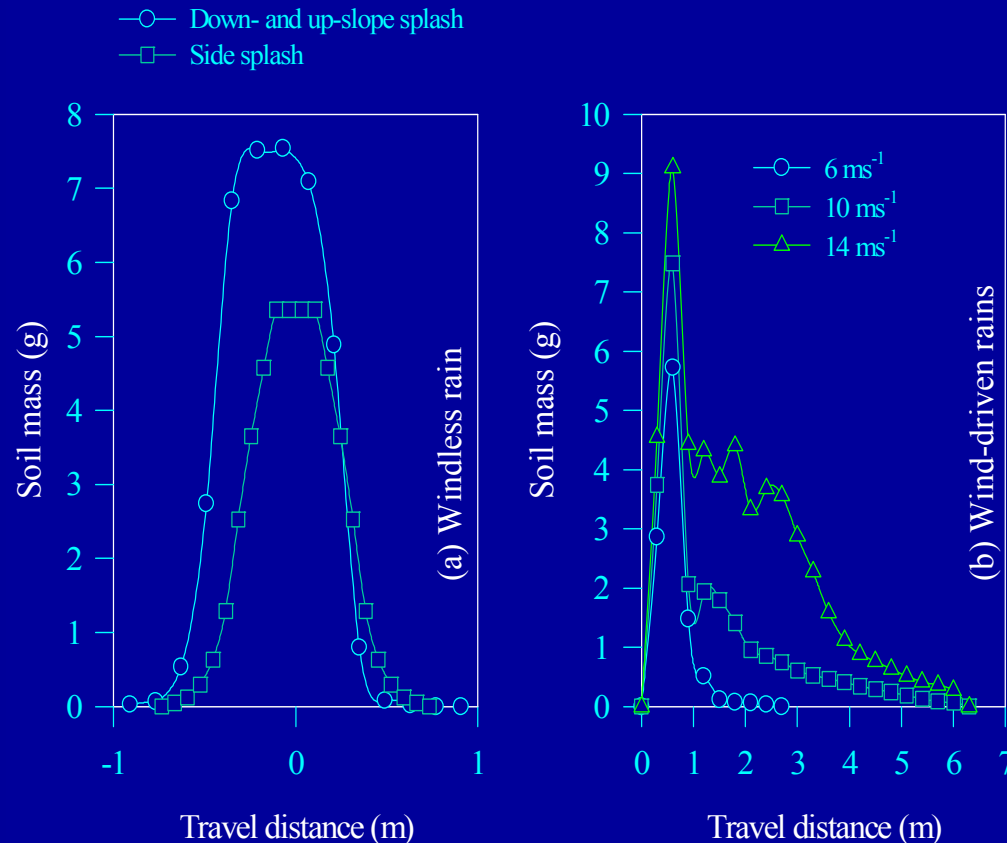 Down- and up-slope splash
Side splash
8
7
6
5
4
3
2
1
0
Soil mass (g)
(a) Windless rain
-1
0
1
Travel distance (m)
10
9
8
7
6
5
4
3
2
1
0
Soil mass (g)
6 ms-1
10 ms-1
14 ms-1
(b) Wind-driven rains
0
1
2
3
4
5
6
7
Travel distance (m)